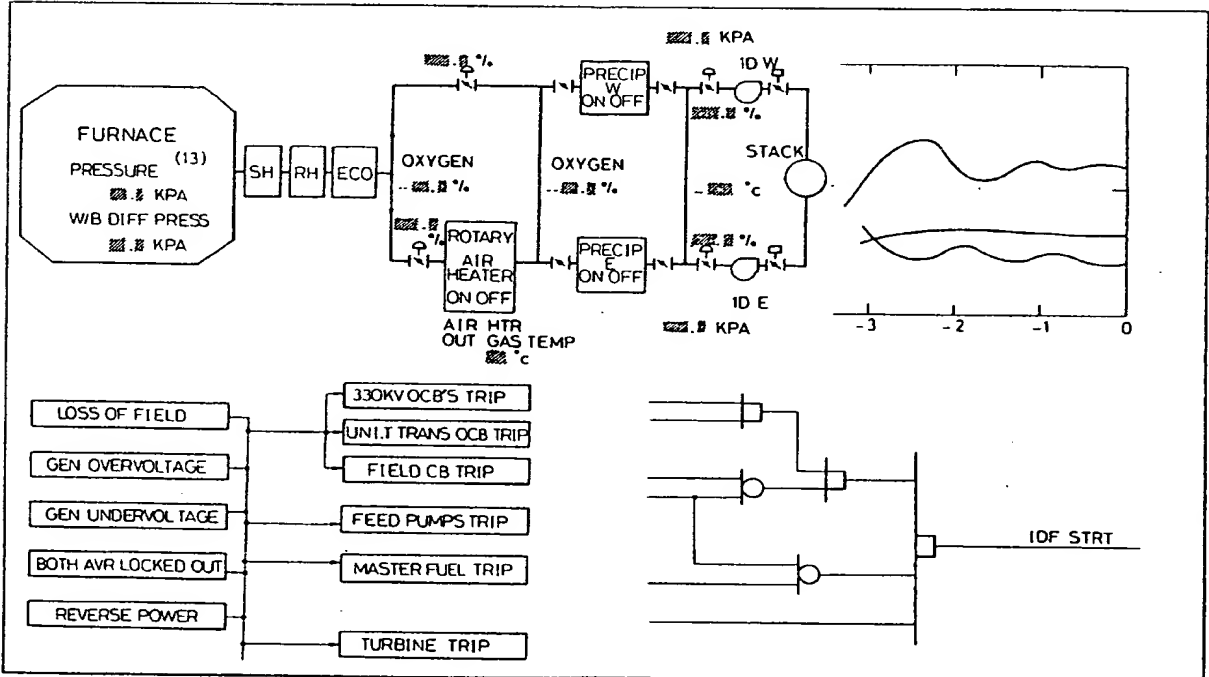 FURNACE
PRESSURE (13)
KPA
W/B DIFF PRESS
KPA
SH
RH
ECO
%
OXYGEN
%
%
ROTARY
AIR
HEATER
ON OFF
AIR HTR
OUT GAS TEMP
°C
PRECIP
W
ON OFF
OXYGEN
%
PRECIP
E
ON OFF
KPA
ID W
%
STACK
°C
%
ID E
KPA
-3 -2 -1 0
LOSS OF FIELD
GEN OVERVOLTAGE
GEN UNDERVOLTAGE
BOTH AVR LOCKED OUT
REVERSE POWER
330KV OCB'S TRIP
UNI.T TRANS OCB TRIP
FIELD CB TRIP
FEED PUMPS TRIP
MASTER FUEL TRIP
TURBINE TRIP
IDF STRT